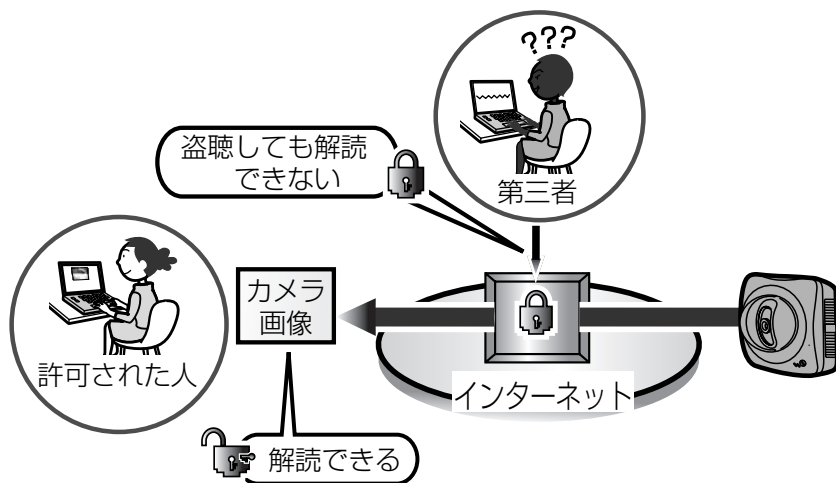 ???
盗聴しても解読
できない
第三者
カメラ
画像
許可された人
インターネット
解読できる